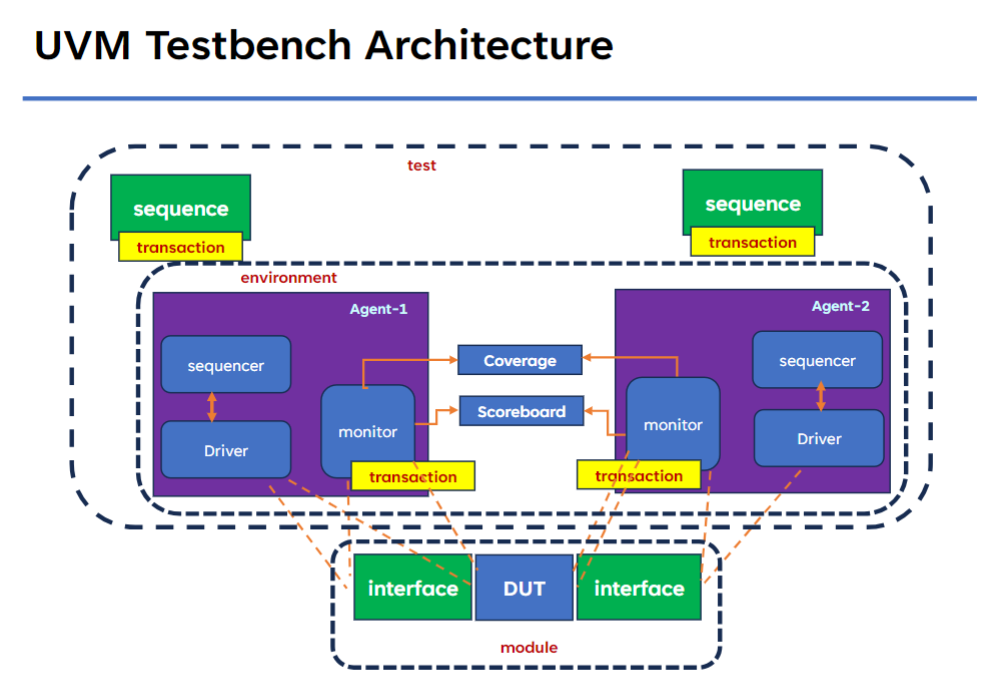 UVM Testbench Architecture
test
sequence
transaction
sequence
transaction
environment
Agent-1
sequencer
Driver
monitor
transaction
Coverage
Scoreboard
Agent-2
sequencer
Driver
monitor
transaction
interface
DUT
interface
module